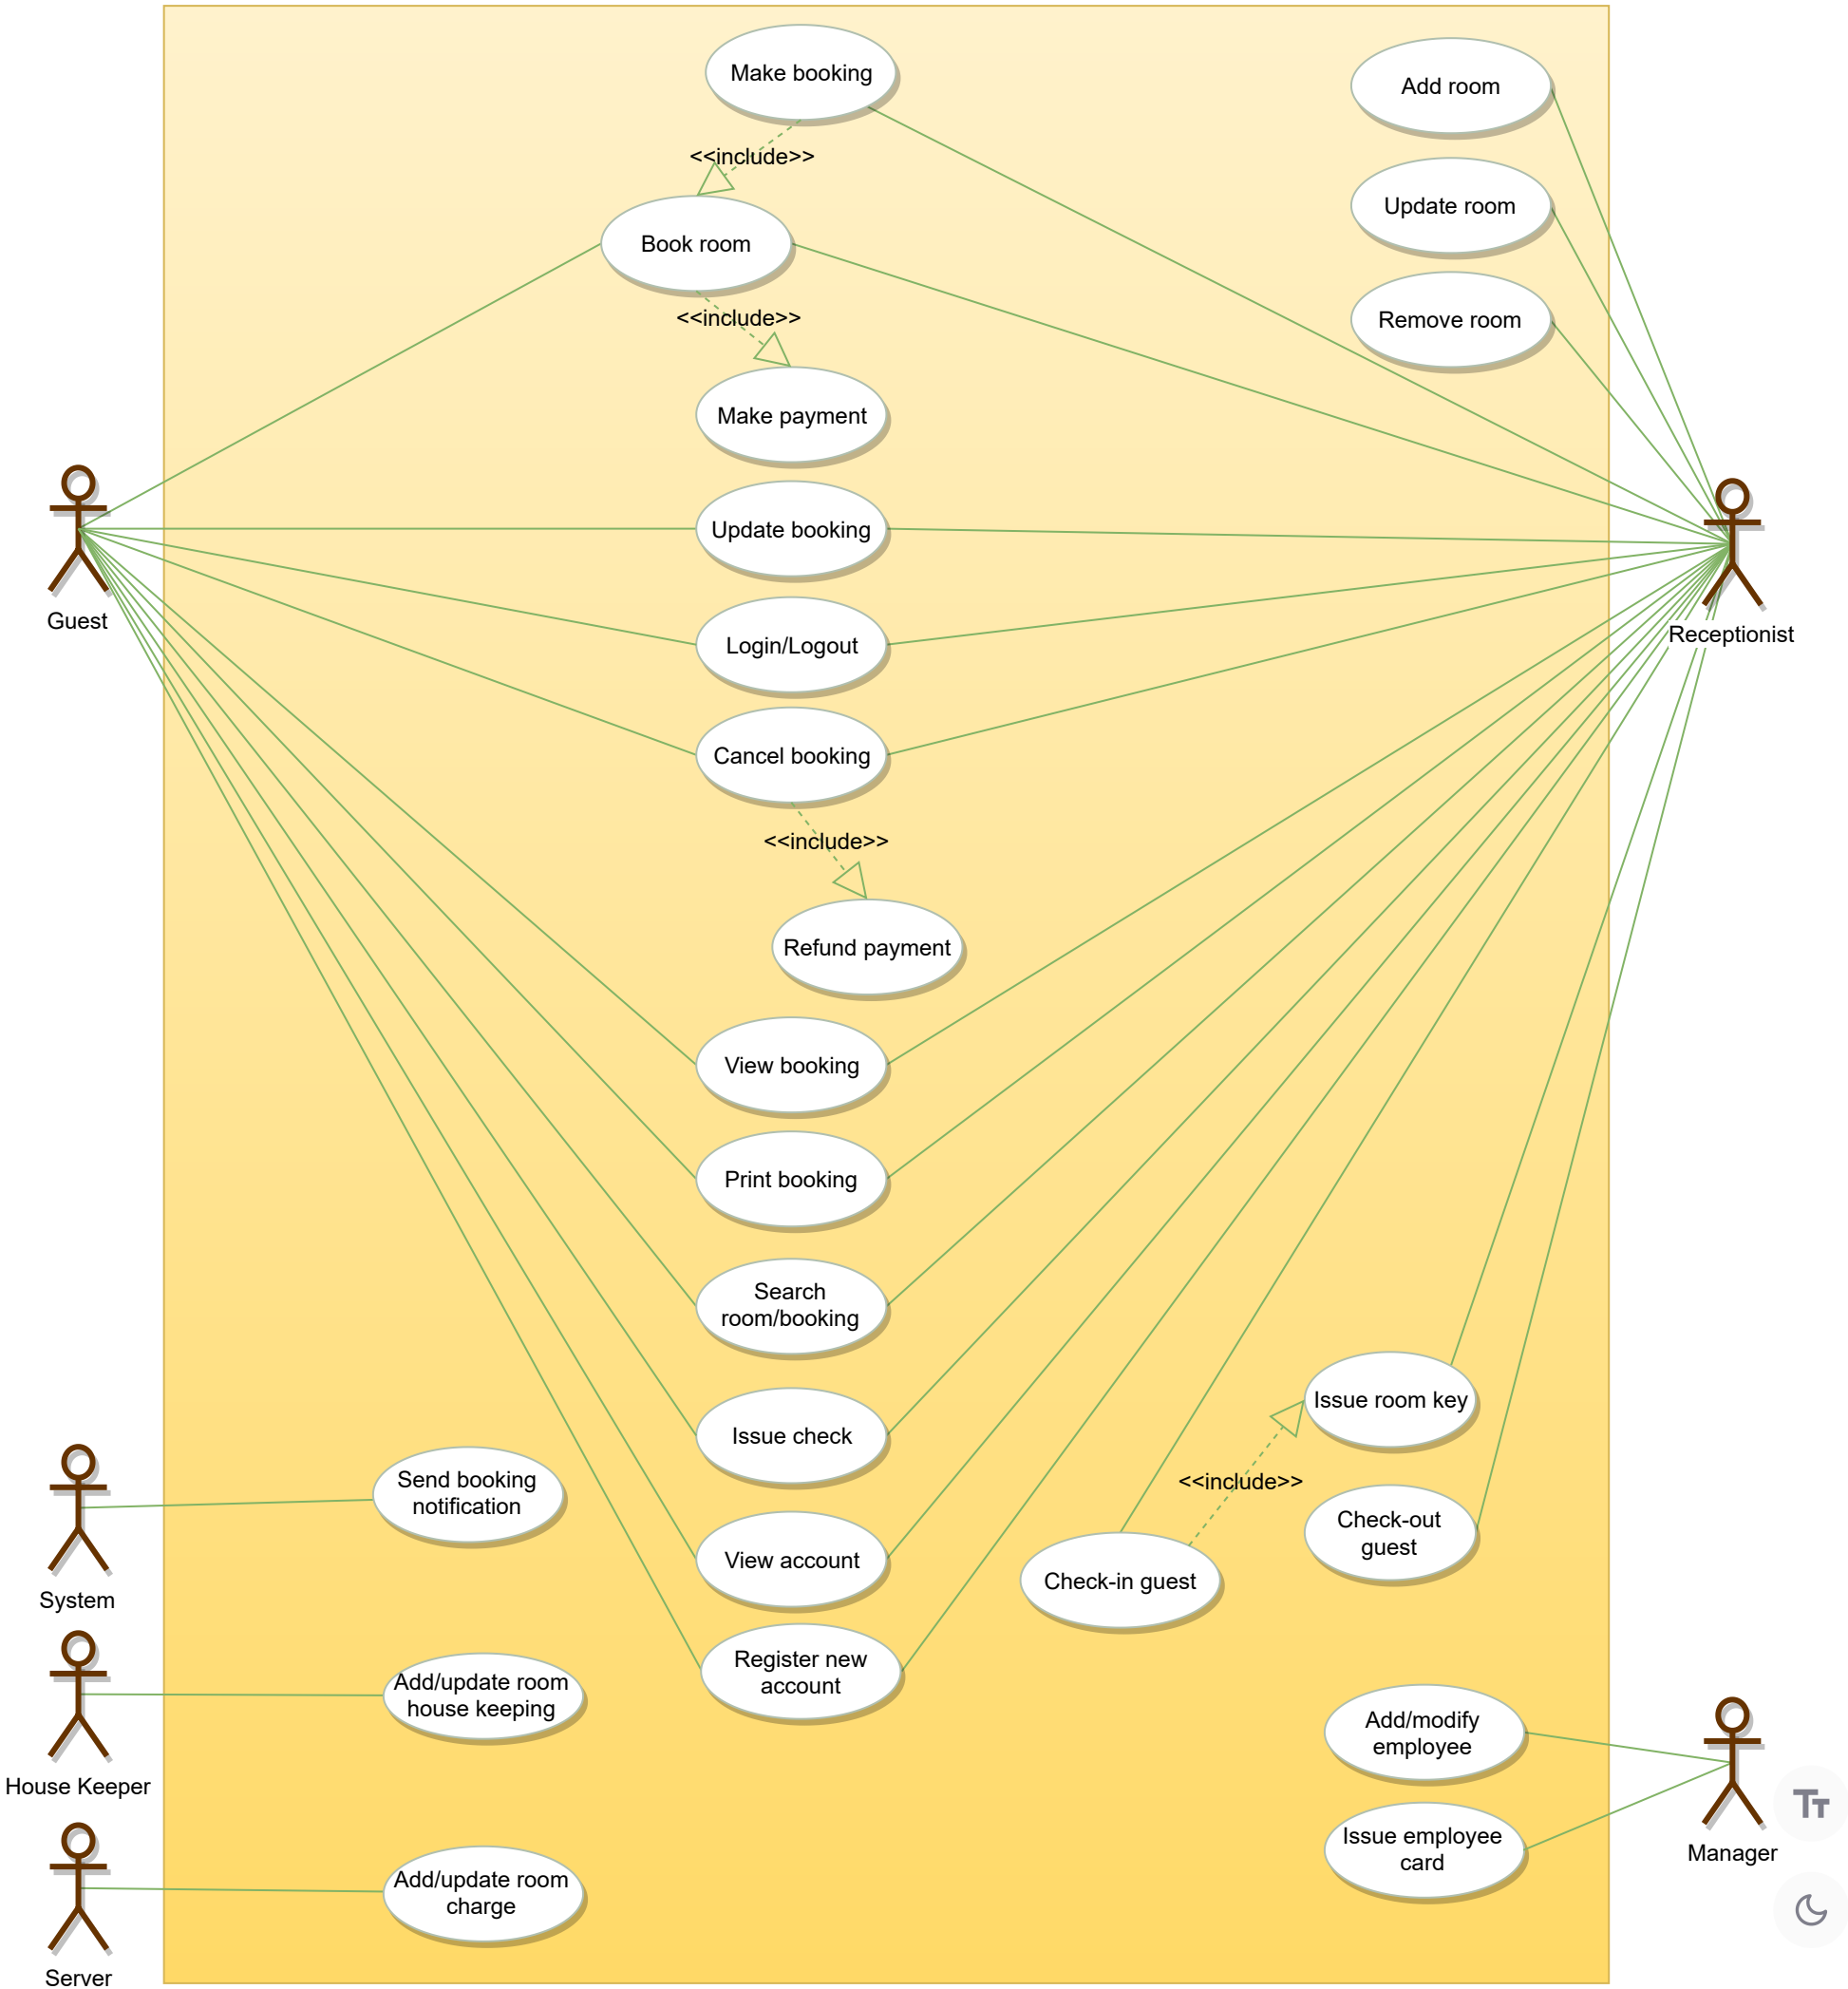 Make booking
Add room
<<include>>
Update room
Book room
Remove room
<<include>>
Make payment
Update booking
Guest
Receptionist
Login/Logout
Cancel booking
<<include>>
Refund payment
View booking
Print booking
Search
room/booking
Issue room key
Issue check
Send booking
notification
<<include>>
Check-out
guest
View account
Check-in guest
System
Register new
account
Add/update room
house keeping
Add/modify
employee
House Keeper
Issue employee
card
Manager
Add/update room
charge
Server
TT